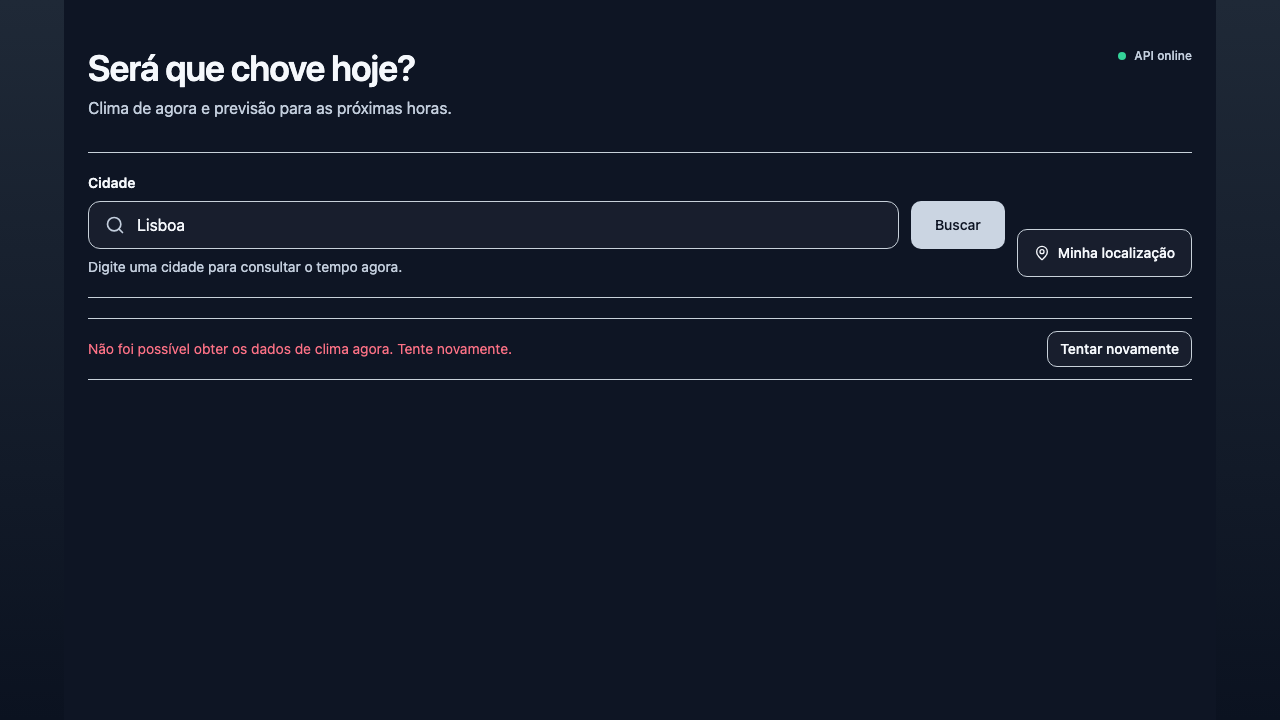 Será que chove hoje?
API online
Clima de agora e previsão para as próximas horas.
Cidade
Lisboa
Buscar
Minha localização
Digite uma cidade para consultar o tempo agora.
Não foi possível obter os dados de clima agora. Tente novamente.
Tentar novamente